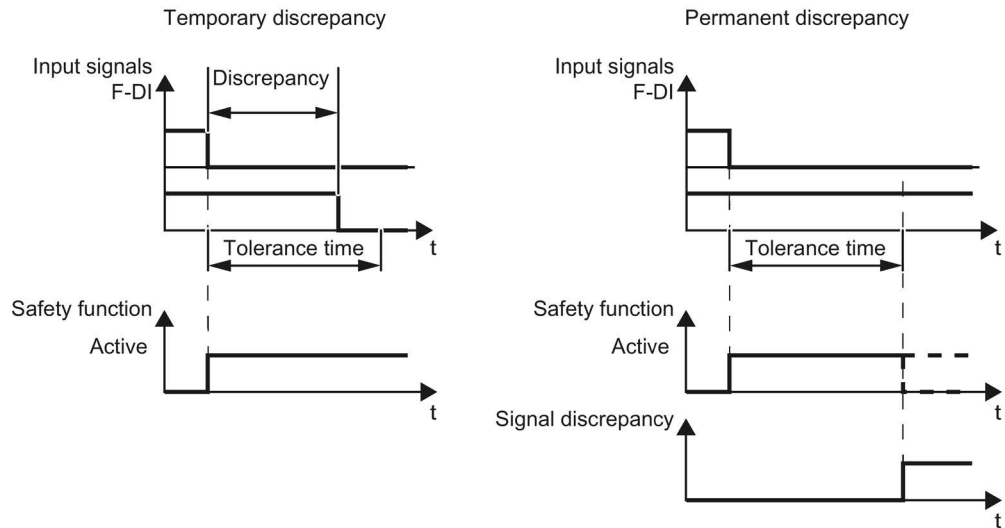 Temporary discrepancy
Input signals
F-DI
Discrepancy
t
Tolerance time
Safety function
Active
t
Permanent discrepancy
Input signals
F-DI
t
Tolerance time
Safety function
Active
t
Signal discrepancy
t